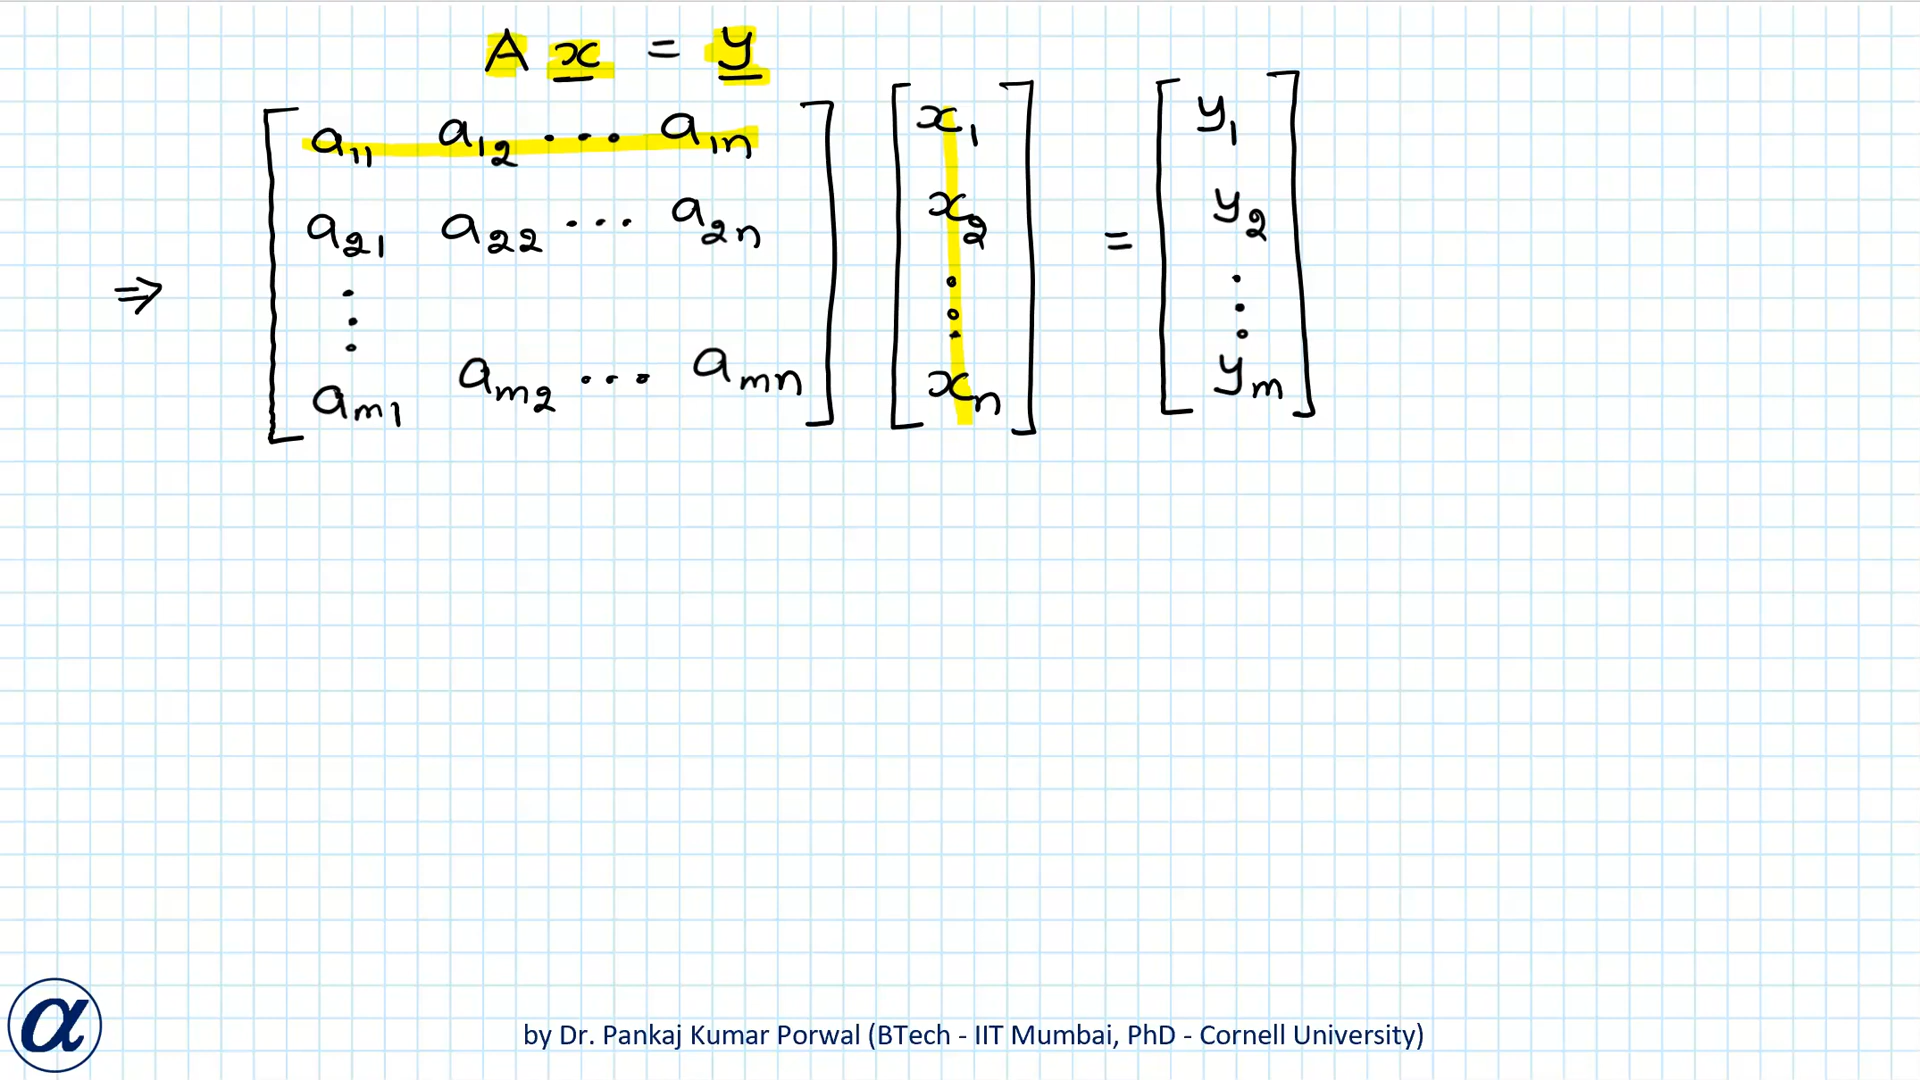 A x = y
⇒ [ a11 a12 ... a1n ] [ x1 ] = [ y1 ]
a21 a22 ... a2n x2 y2
⋮ ⋮ ⋮
am1 am2 ... amn xn ym
α
by Dr. Pankaj Kumar Porwal (BTech - IIT Mumbai, PhD - Cornell University)